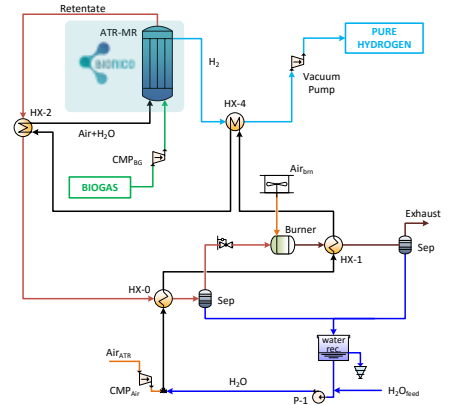 Retentate
ATR-MR
BIONICO
H2
PURE
HYDROGEN
Vacuum
Pump
HX-2
Air+H2O
HX-4
CMPBG
BIOGAS
Airbrn
Burner
Exhaust
HX-1
Sep
HX-0
Sep
water
rec.
AirATR
CMPAir
H2O
P-1
H2Ofeed